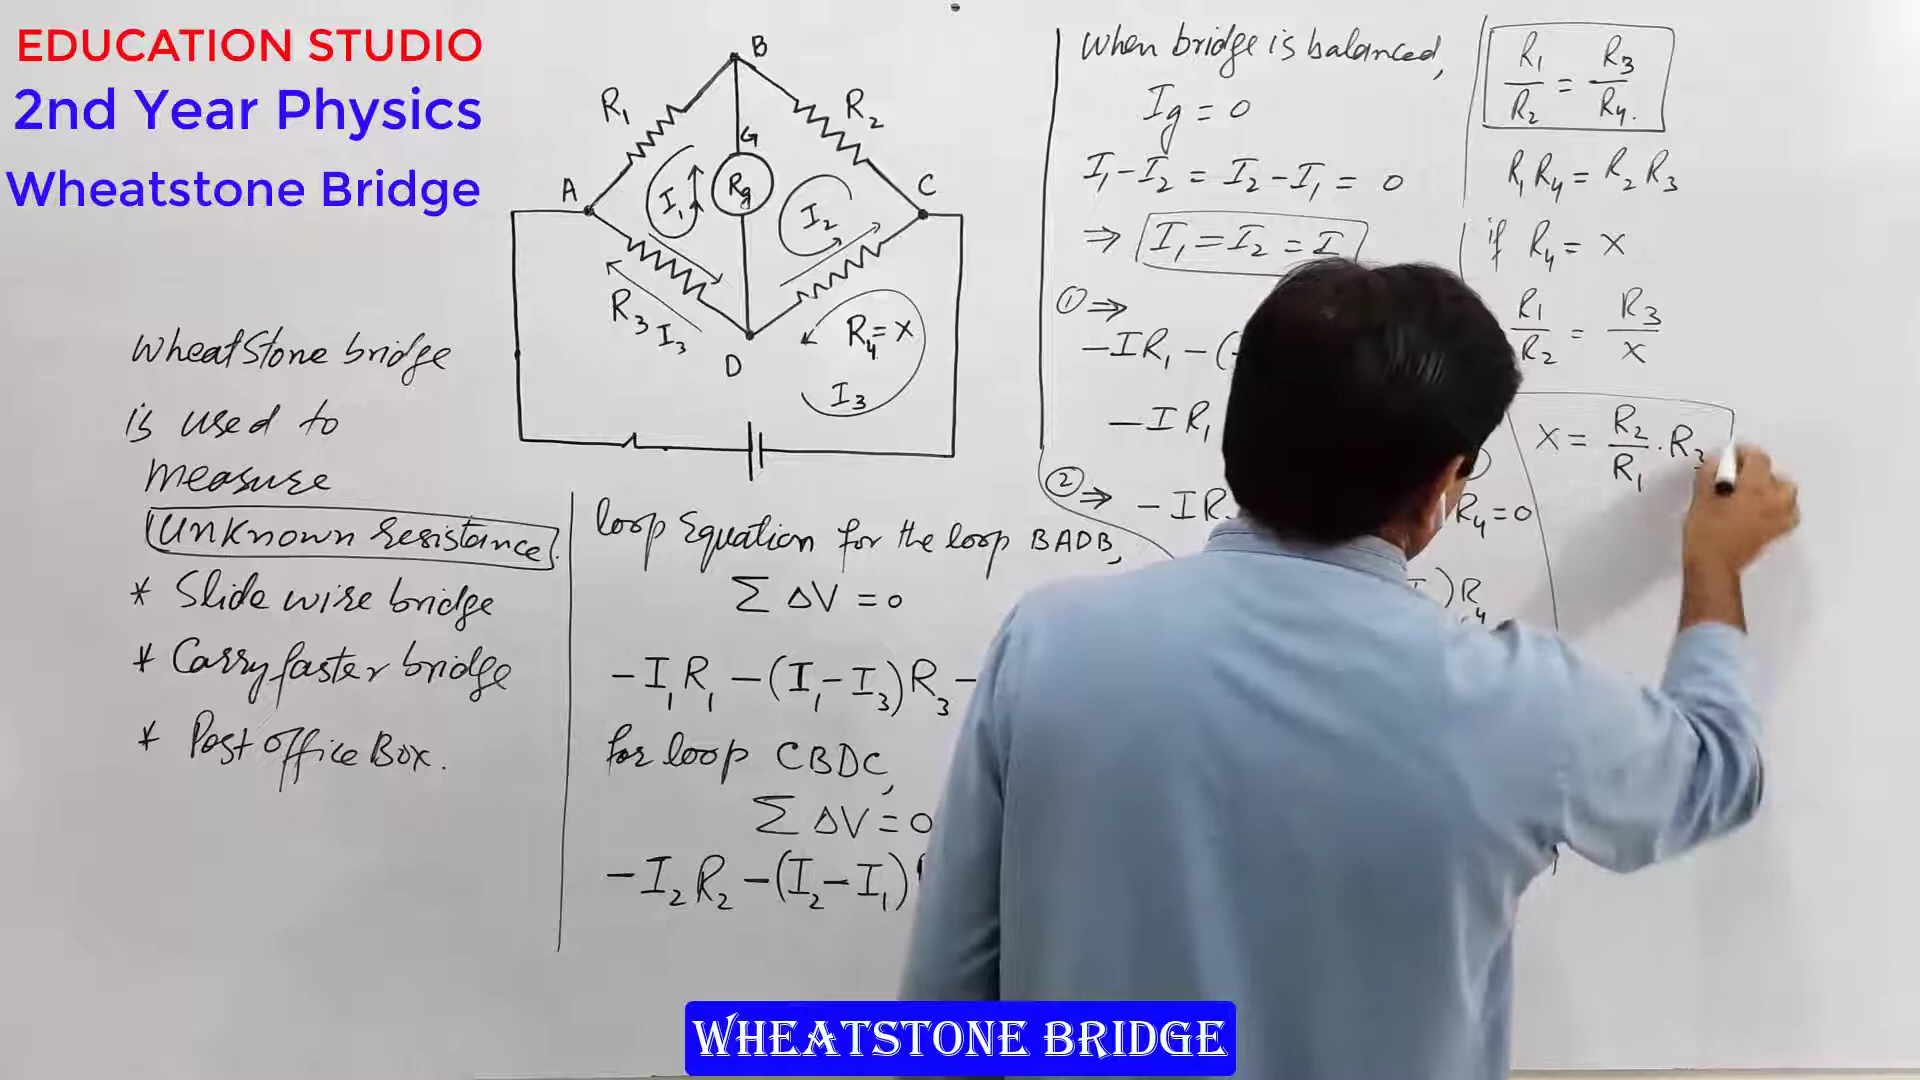 EDUCATION STUDIO
2nd Year Physics
Wheatstone Bridge
B
R₁
R₂
G
A
I₁
Rg
I₂
C
R₃
I₃
R₄=x
D
I₃
Wheatstone bridge
is used to
measure
Unknown resistance.
* Slide wire bridge
* Carry faster bridge
* Post office Box.
loop Equation for the loop BADB,
Σ ΔV = 0
-I₁R₁ -(I₁-I₃)R₃ -
for loop CBDC,
Σ ΔV = 0
-I₂R₂ -(I₂-I₁)
When bridge is balanced,
Ig = 0
I₁-I₂ = I₂-I₁ = 0
⇒ I₁=I₂ = I
① ⇒
-IR₁ -(
-IR₁
② ⇒ -IR
R₄=0
)R₄
R₁/R₂ = R₃/R₄.
R₁R₄ = R₂R₃
if R₄ = x
R₁/R₂ = R₃/x
x = R₂/R₁ . R₃
WHEATSTONE BRIDGE